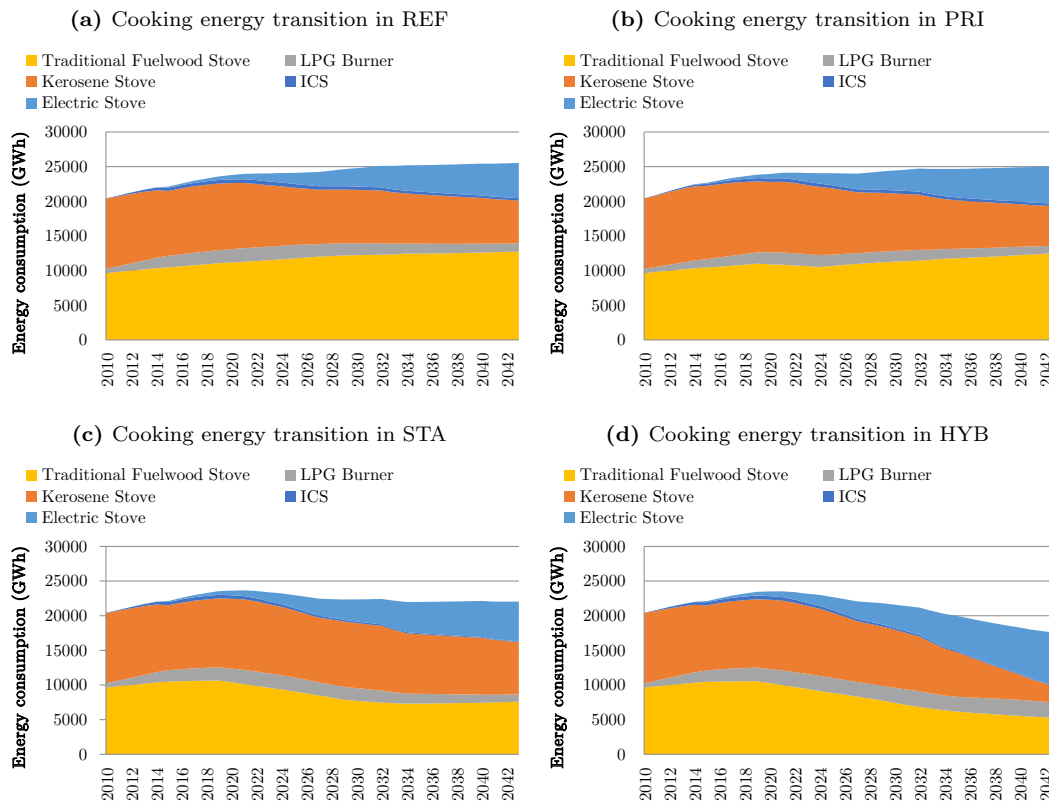 (a) Cooking energy transition in REF
Traditional Fuelwood Stove
LPG Burner
Kerosene Stove
ICS
Electric Stove
Energy consumption (GWh)
30000
25000
20000
15000
10000
5000
0
2010 2012 2014 2016 2018 2020 2022 2024 2026 2028 2030 2032 2034 2036 2038 2040 2042
(b) Cooking energy transition in PRI
Traditional Fuelwood Stove
LPG Burner
Kerosene Stove
ICS
Electric Stove
Energy consumption (GWh)
30000
25000
20000
15000
10000
5000
0
2010 2012 2014 2016 2018 2020 2022 2024 2026 2028 2030 2032 2034 2036 2038 2040 2042
(c) Cooking energy transition in STA
Traditional Fuelwood Stove
LPG Burner
Kerosene Stove
ICS
Electric Stove
Energy consumption (GWh)
30000
25000
20000
15000
10000
5000
0
2010 2012 2014 2016 2018 2020 2022 2024 2026 2028 2030 2032 2034 2036 2038 2040 2042
(d) Cooking energy transition in HYB
Traditional Fuelwood Stove
LPG Burner
Kerosene Stove
ICS
Electric Stove
Energy consumption (GWh)
30000
25000
20000
15000
10000
5000
0
2010 2012 2014 2016 2018 2020 2022 2024 2026 2028 2030 2032 2034 2036 2038 2040 2042